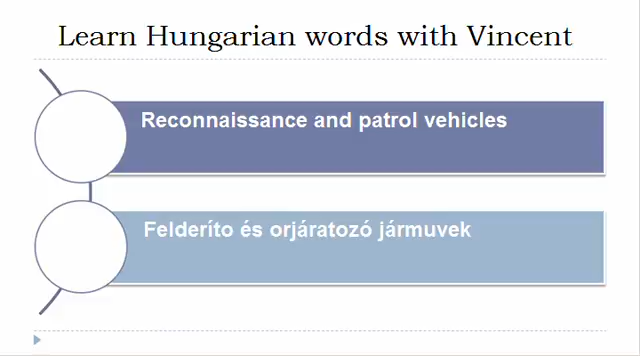 Learn Hungarian words with Vincent
Reconnaissance and patrol vehicles
Felderíto és orjáratozó jármuvek